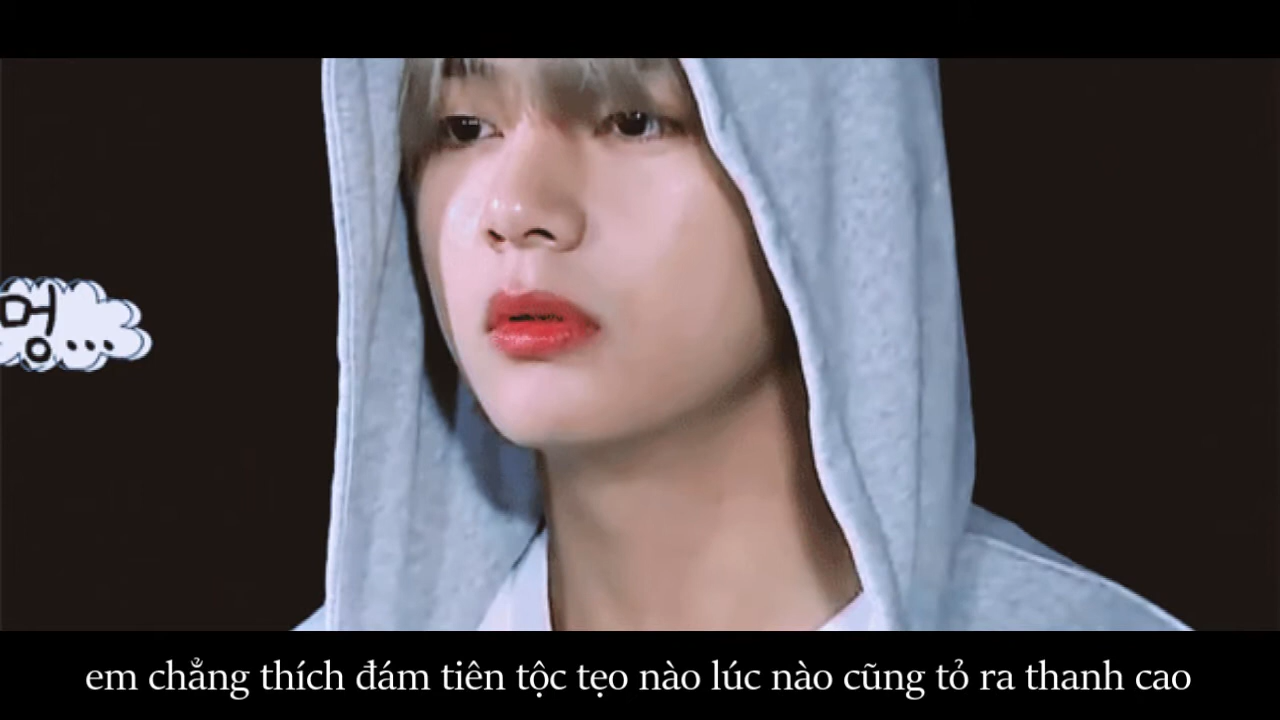 멍...
em chẳng thích đám tiên tộc tẹo nào lúc nào cũng tỏ ra thanh cao